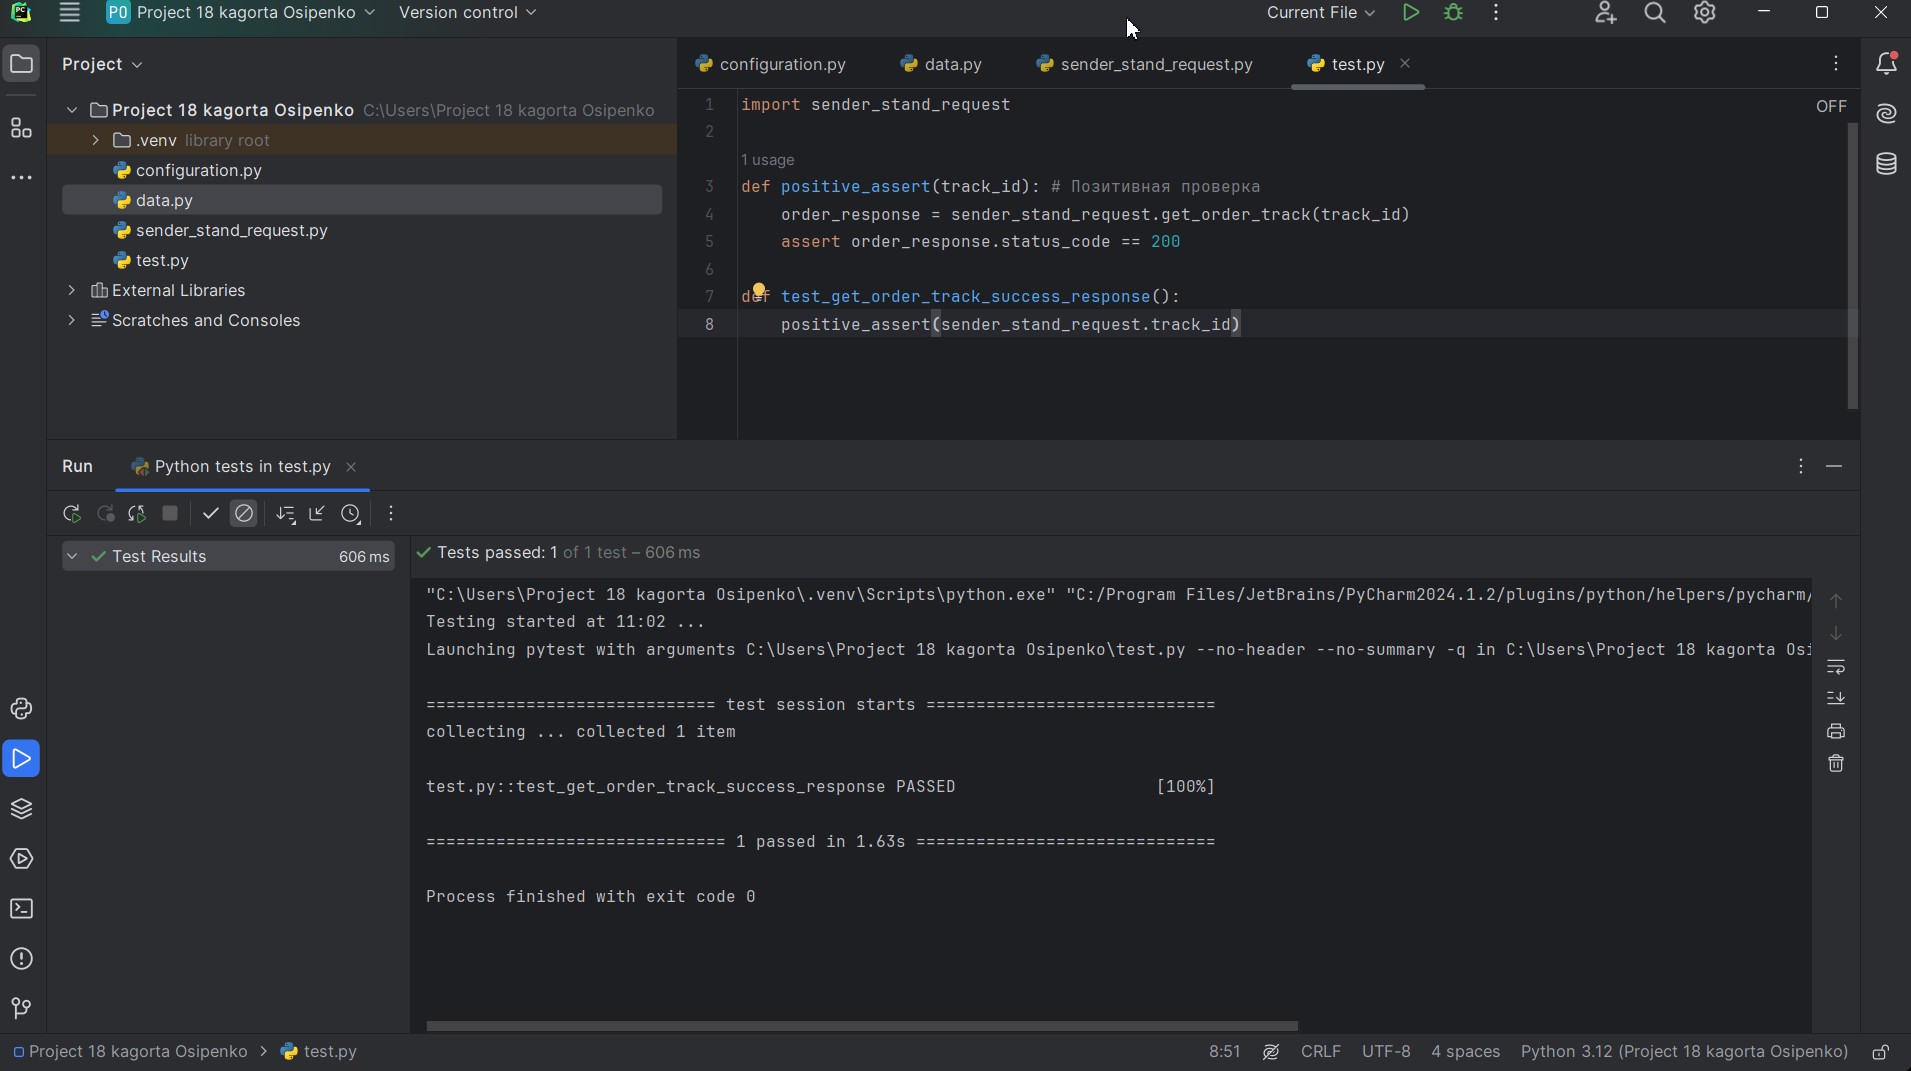 PC
P0 Project 18 kagorta Osipenko
Version control
Current File
Project
configuration.py
data.py
sender_stand_request.py
test.py
Project 18 kagorta Osipenko C:\Users\Project 18 kagorta Osipenko
.venv library root
configuration.py
data.py
sender_stand_request.py
test.py
External Libraries
Scratches and Consoles
OFF
1 import sender_stand_request
2
1 usage
3 def positive_assert(track_id): # Позитивная проверка
4 order_response = sender_stand_request.get_order_track(track_id)
5 assert order_response.status_code == 200
6
7 def test_get_order_track_success_response():
8 positive_assert(sender_stand_request.track_id)
Run
Python tests in test.py
Test Results 606 ms
Tests passed: 1 of 1 test – 606 ms
"C:\Users\Project 18 kagorta Osipenko\.venv\Scripts\python.exe" "C:/Program Files/JetBrains/PyCharm2024.1.2/plugins/python/helpers/pycharm/
Testing started at 11:02 ...
Launching pytest with arguments C:\Users\Project 18 kagorta Osipenko\test.py --no-header --no-summary -q in C:\Users\Project 18 kagorta Osi
============================= test session starts =============================
collecting ... collected 1 item
test.py::test_get_order_track_success_response PASSED [100%]
============================== 1 passed in 1.63s ==============================
Process finished with exit code 0
Project 18 kagorta Osipenko > test.py
8:51
CRLF
UTF-8
4 spaces
Python 3.12 (Project 18 kagorta Osipenko)